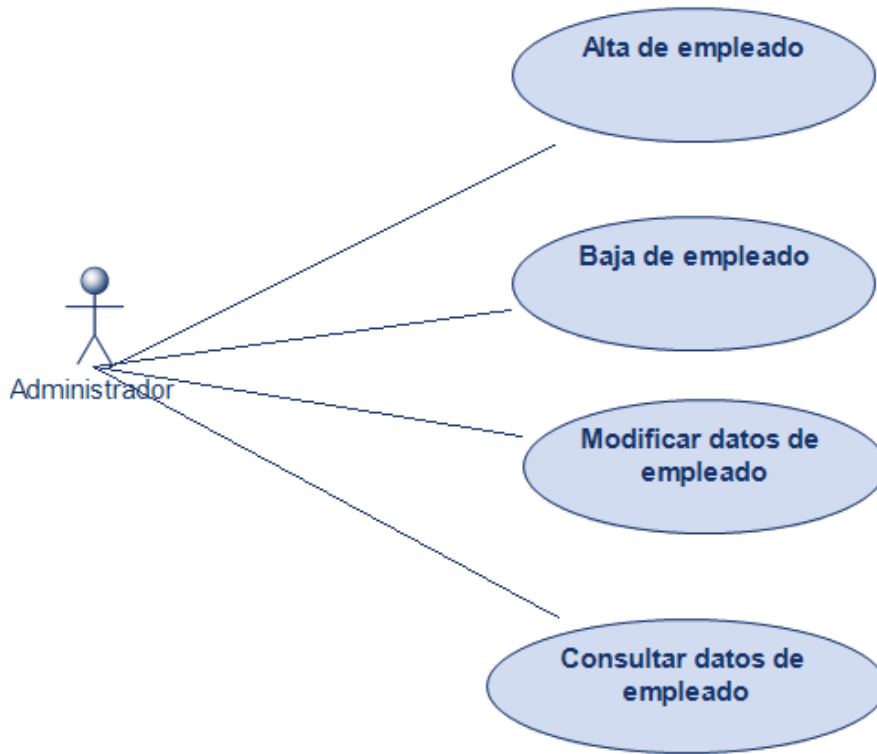 Alta de empleado
Baja de empleado
Administrador
Modificar datos de
empleado
Consultar datos de
empleado